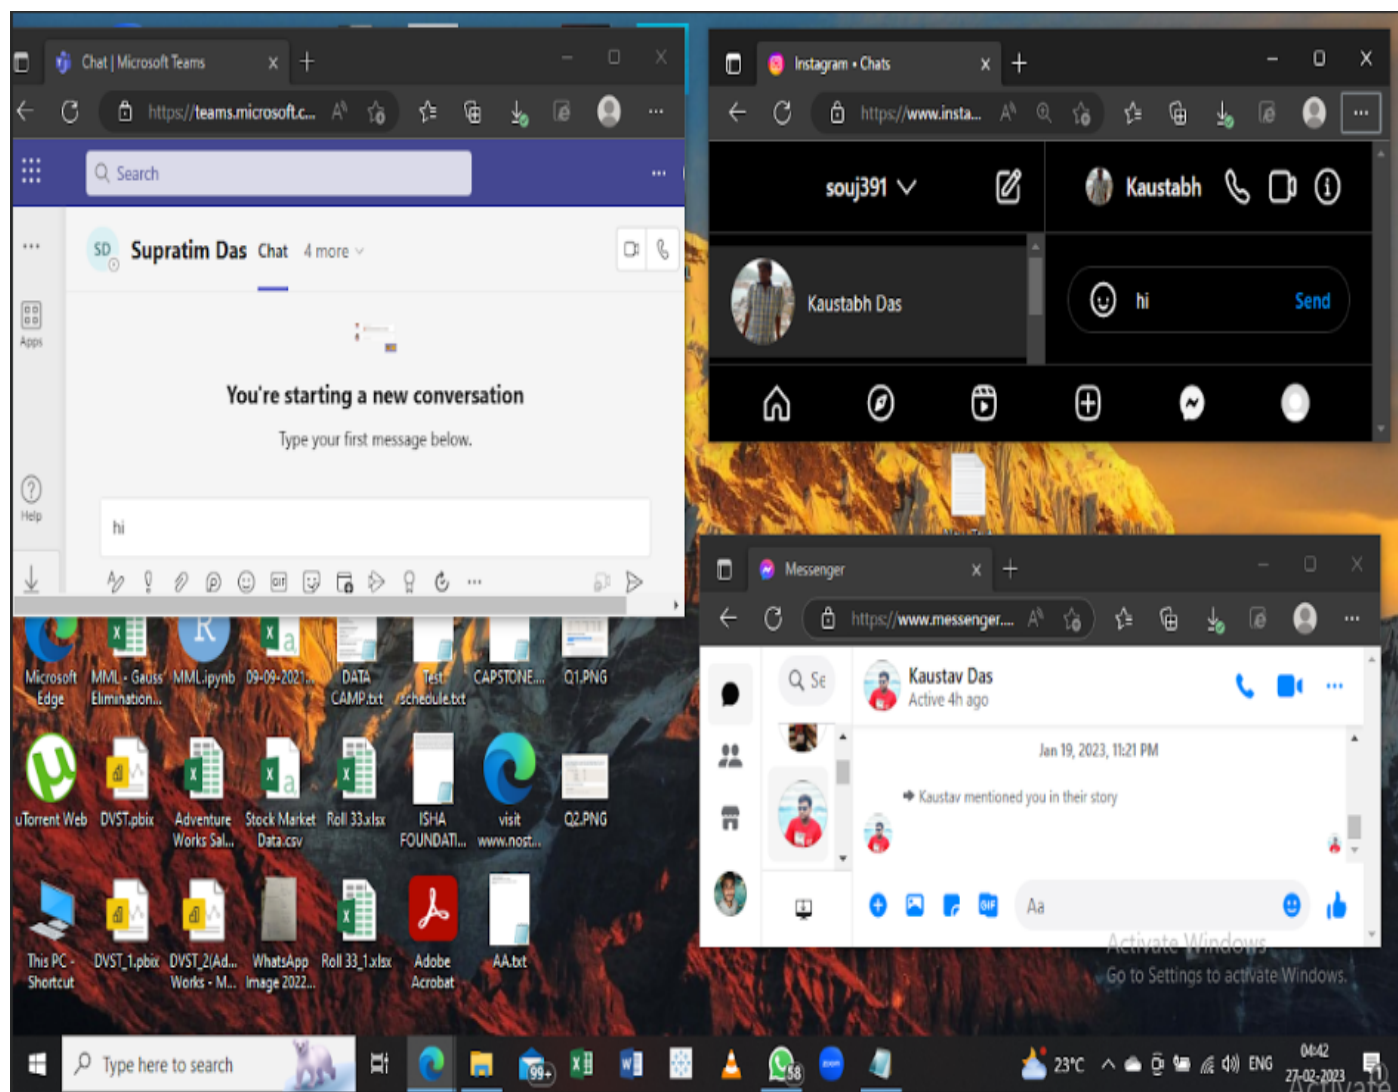 Chat | Microsoft Teams
https://teams.microsoft.c...
Search
SD
Supratim Das Chat 4 more
Apps
You're starting a new conversation
Type your first message below.
Help
hi
GIF
Instagram • Chats
https://www.insta...
souj391
Kaustabh
Kaustabh Das
hi
Send
Messenger
https://www.messenger....
Se
Kaustav Das
Active 4h ago
Jan 19, 2023, 11:21 PM
Kaustav mentioned you in their story
GIF
Aa
Activate Windows
Go to Settings to activate Windows.
Microsoft Edge
MML - Gauss Elimination...
MML.ipynb
09-09-2021...
DATA CAMP.txt
Test schedule.txt
CAPSTONE....
Q1.PNG
uTorrent Web
DVST.pbix
Adventure Works Sal...
Stock Market Data.csv
Roll 33.xlsx
ISHA FOUNDATI...
visit www.nost...
Q2.PNG
This PC - Shortcut
DVST_1.pbix
DVST_2(Ad... Works - M...
WhatsApp Image 2022...
Roll 33_1.xlsx
Adobe Acrobat
AA.txt
Type here to search
99+
58
zoom
23°C
ENG
04:42
27-02-2023